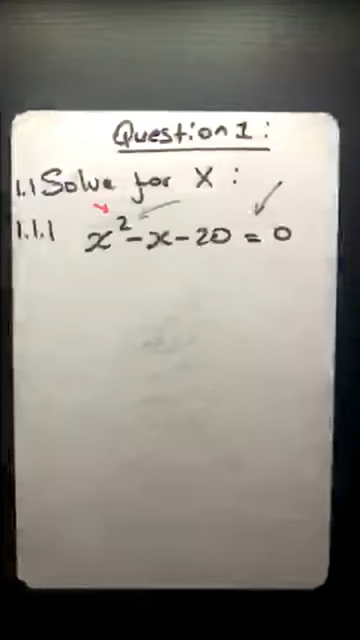 Question 1:
1.1 Solve for X:
1.1.1 x²-x-20 = 0